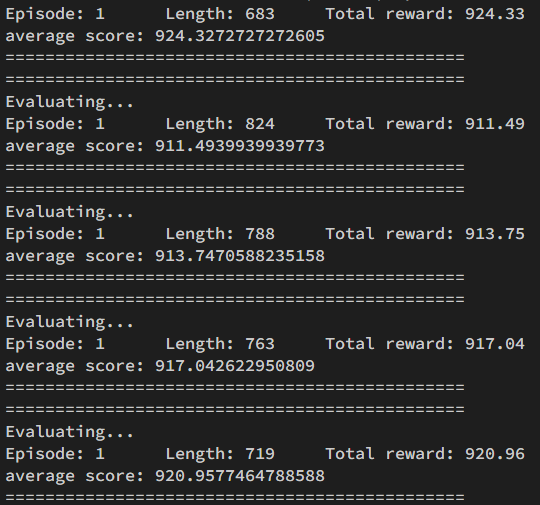 Episode: 1      Length: 683     Total reward: 924.33
average score: 924.3272727272605
==============================================
==============================================
Evaluating...
Episode: 1      Length: 824     Total reward: 911.49
average score: 911.4939939939773
==============================================
==============================================
Evaluating...
Episode: 1      Length: 788     Total reward: 913.75
average score: 913.7470588235158
==============================================
==============================================
Evaluating...
Episode: 1      Length: 763     Total reward: 917.04
average score: 917.042622950809
==============================================
==============================================
Evaluating...
Episode: 1      Length: 719     Total reward: 920.96
average score: 920.9577464788588
==============================================